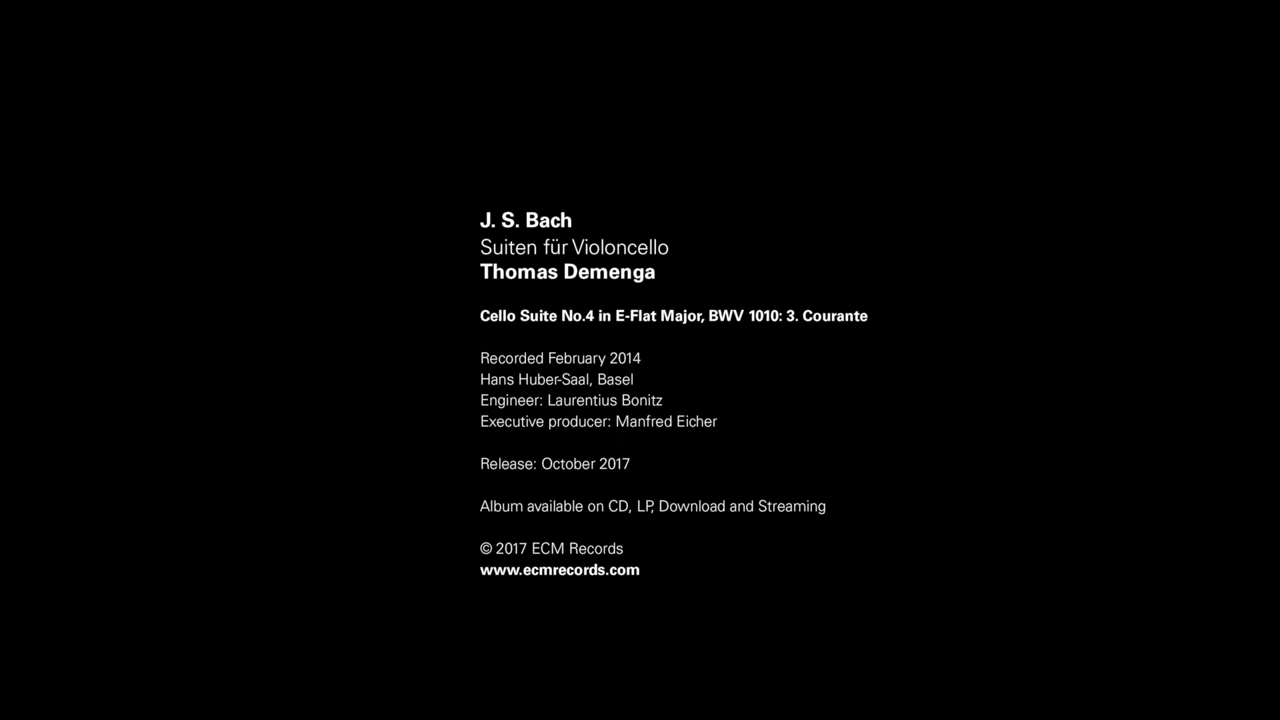 J. S. Bach
Suiten für Violoncello
Thomas Demenga
Cello Suite No.4 in E-Flat Major, BWV 1010: 3. Courante
Recorded February 2014
Hans Huber-Saal, Basel
Engineer: Laurentius Bonitz
Executive producer: Manfred Eicher
Release: October 2017
Album available on CD, LP, Download and Streaming
© 2017 ECM Records
www.ecmrecords.com